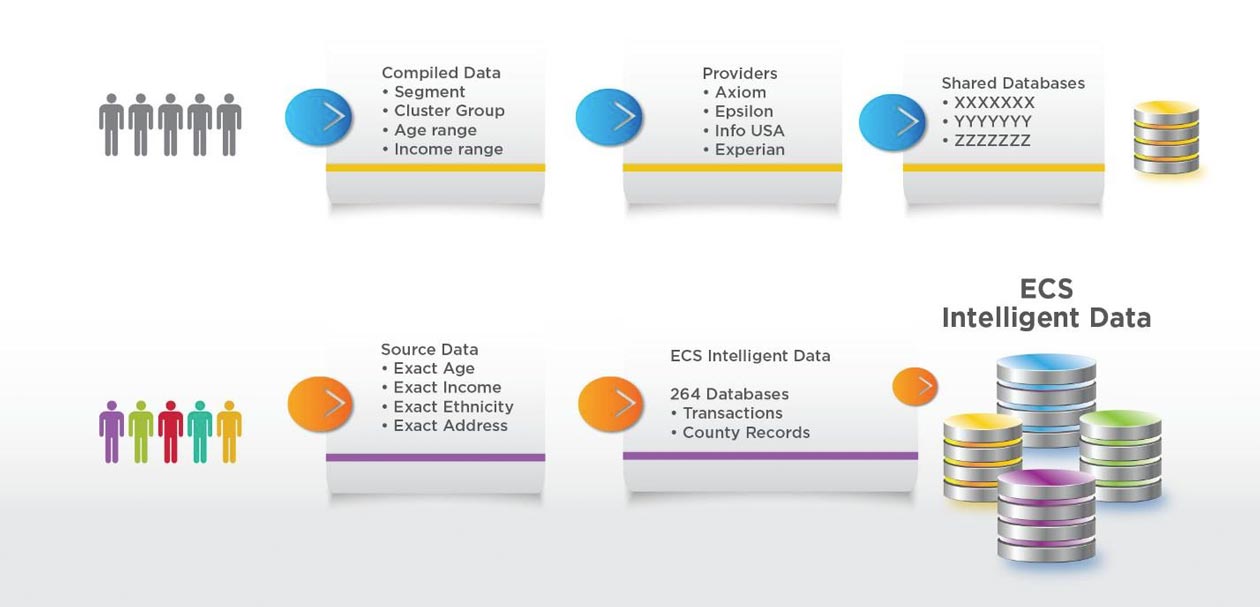 Compiled Data
• Segment
• Cluster Group
• Age range
• Income range
Providers
• Axiom
• Epsilon
• Info USA
• Experian
Shared Databases
• XXXXXXX
• YYYYYYY
• ZZZZZZZ
ECS
Intelligent Data
Source Data
• Exact Age
• Exact Income
• Exact Ethnicity
• Exact Address
ECS Intelligent Data
264 Databases
• Transactions
• County Records